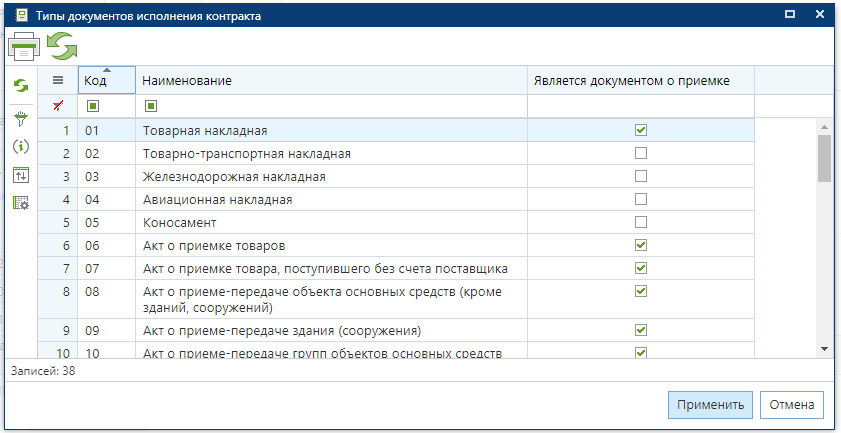 Типы документов исполнения контракта
Код Наименование Является документом о приемке
1 01 Товарная накладная
2 02 Товарно-транспортная накладная
3 03 Железнодорожная накладная
4 04 Авиационная накладная
5 05 Коносамент
6 06 Акт о приемке товаров
7 07 Акт о приемке товара, поступившего без счета поставщика
8 08 Акт о приеме-передаче объекта основных средств (кроме
зданий, сооружений)
9 09 Акт о приеме-передаче здания (сооружения)
10 10 Акт о приеме-передаче групп объектов основных средств
Записей: 38
Применить Отмена